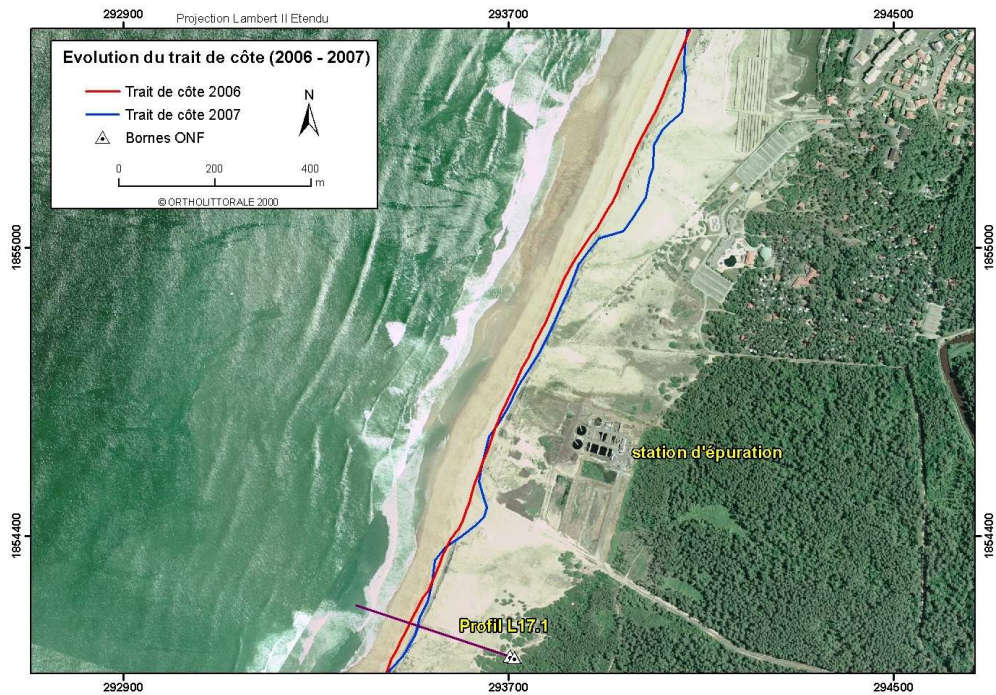 292900
293700
294500
Projection Lambert II Etendu
Evolution du trait de côte (2006 - 2007)
Trait de côte 2006
Trait de côte 2007
Bornes ONF
N
0 200 400
m
© ORTHOLITTORALE 2000
1855000
1855000
station d'épuration
1854400
1854400
Profil L17.1
292900
293700
294500